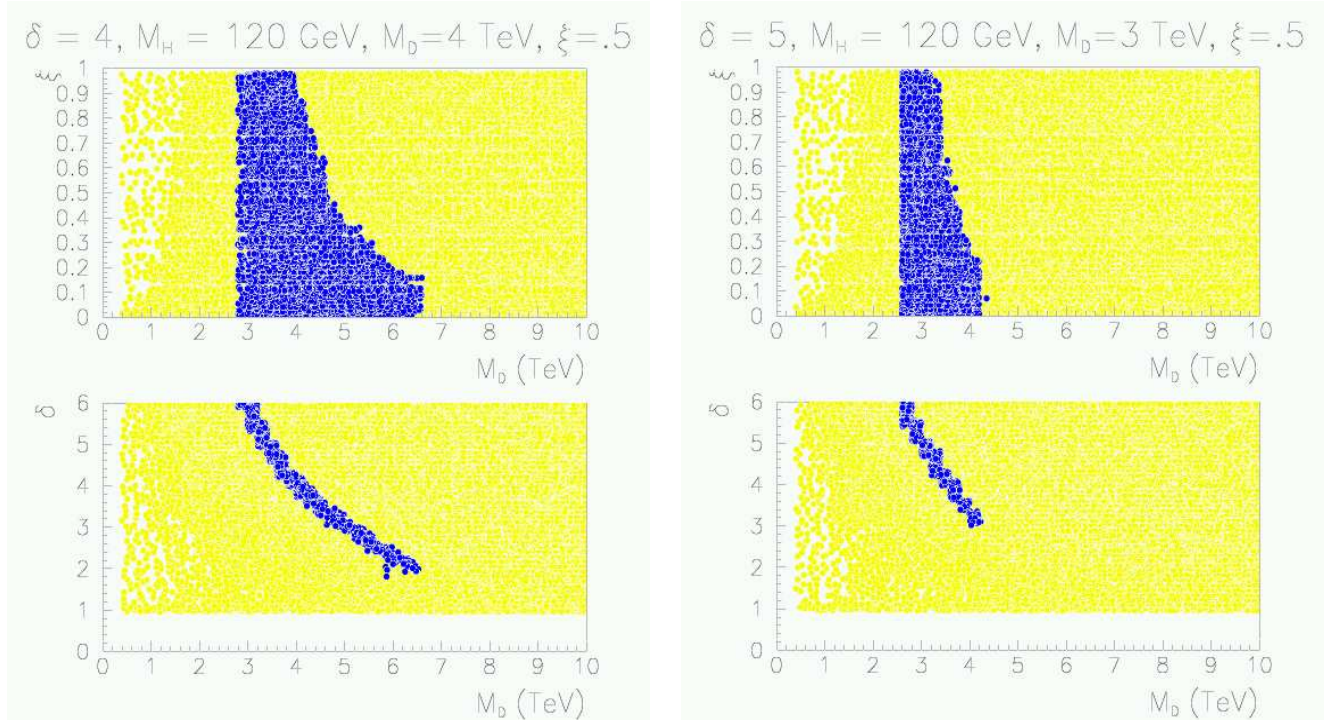 δ = 4, M_H = 120 GeV, M_D=4 TeV, ξ=.5
ξ
1
0.9
0.8
0.7
0.6
0.5
0.4
0.3
0.2
0.1
0
0 1 2 3 4 5 6 7 8 9 10
M_D (TeV)
δ
6
5
4
3
2
1
0
0 1 2 3 4 5 6 7 8 9 10
M_D (TeV)
δ = 5, M_H = 120 GeV, M_D=3 TeV, ξ=.5
ξ
1
0.9
0.8
0.7
0.6
0.5
0.4
0.3
0.2
0.1
0
0 1 2 3 4 5 6 7 8 9 10
M_D (TeV)
δ
6
5
4
3
2
1
0
0 1 2 3 4 5 6 7 8 9 10
M_D (TeV)